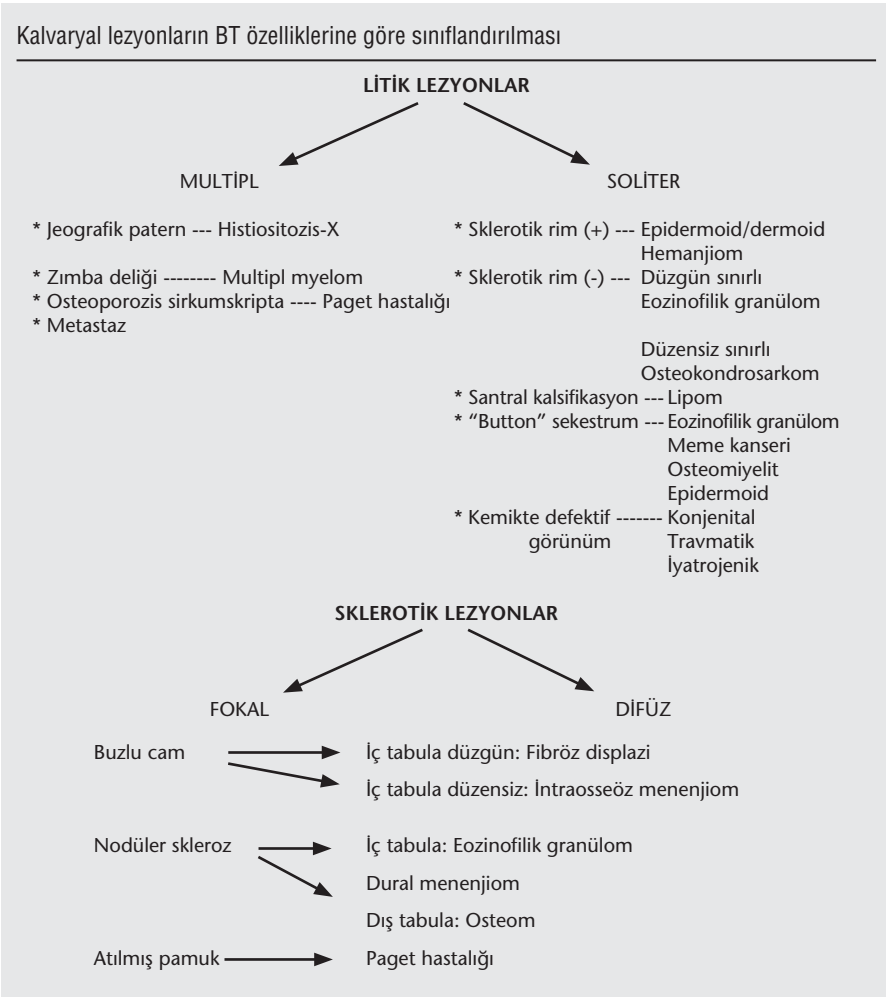 Kalvaryal lezyonların BT özelliklerine göre sınıflandırılması
LİTİK LEZYONLAR
MULTİPL
* Jeografik patern --- Histiositozis-X
* Zımba deliği -------- Multipl myelom
* Osteoporozis sirkumskripta ---- Paget hastalığı
* Metastaz
SOLİTER
* Sklerotik rim (+) --- Epidermoid/dermoid
Hemanjiom
* Sklerotik rim (-) --- Düzgün sınırlı
Eozinofilik granülom
Düzensiz sınırlı
Osteokondrosarkom
* Santral kalsifikasyon --- Lipom
* “Button” sekestrum --- Eozinofilik granülom
Meme kanseri
Osteomiyelit
Epidermoid
* Kemikte defektif ------- Konjenital
görünüm Travmatik
İyatrojenik
SKLEROTİK LEZYONLAR
FOKAL DİFÜZ
Buzlu cam İç tabula düzgün: Fibröz displazi
İç tabula düzensiz: İntraosseöz menenjiom
Nodüler skleroz İç tabula: Eozinofilik granülom
Dural menenjiom
Dış tabula: Osteom
Atılmış pamuk Paget hastalığı